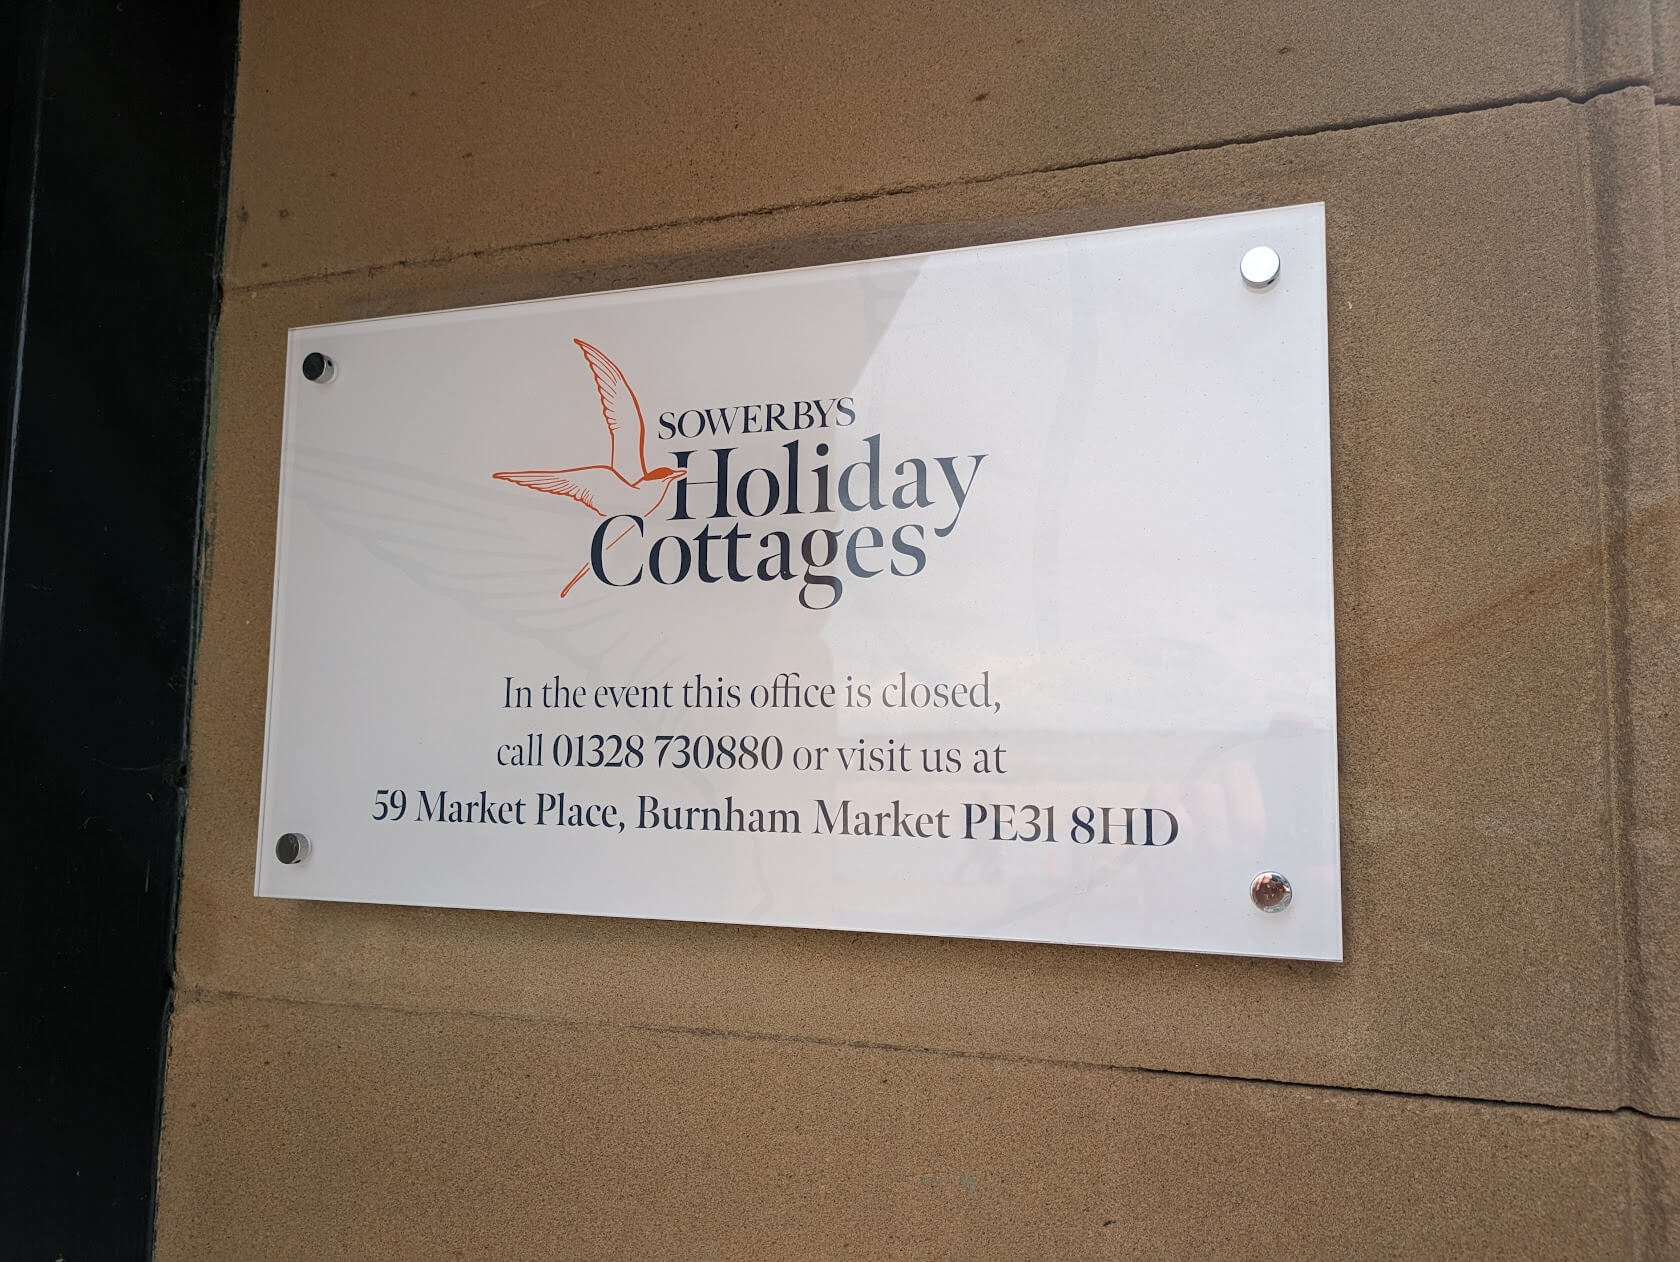 SOWERBYS
Holiday
Cottages
In the event this office is closed,
call 01328 730880 or visit us at
59 Market Place, Burnham Market PE31 8HD